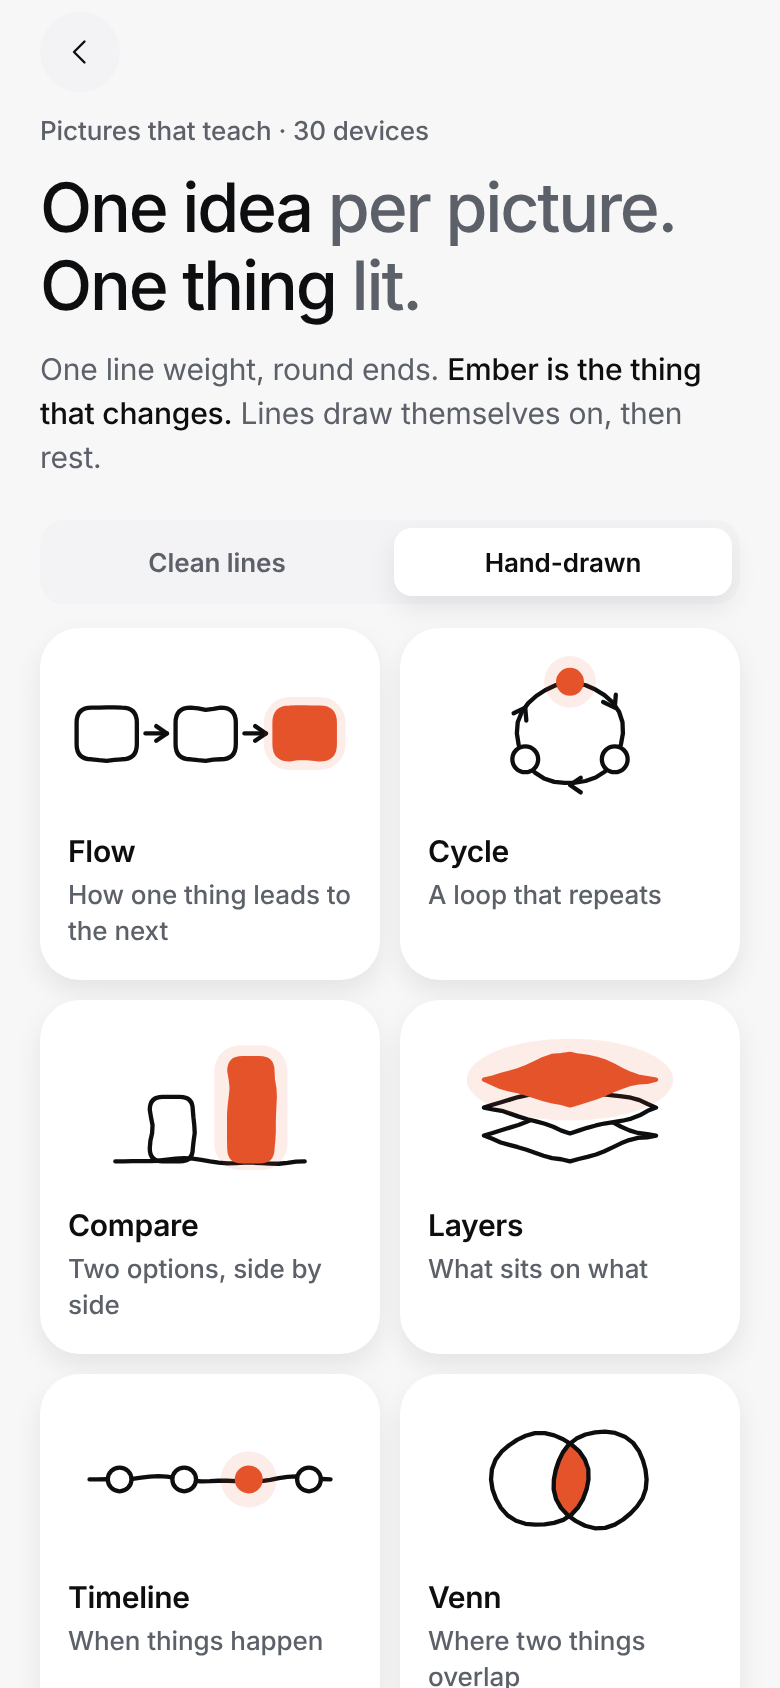 Pictures that teach · 30 devices
One idea per picture.
One thing lit.
One line weight, round ends. Ember is the thing
that changes. Lines draw themselves on, then
rest.
Clean lines
Hand-drawn
Flow
How one thing leads to
the next
Cycle
A loop that repeats
Compare
Two options, side by
side
Layers
What sits on what
Timeline
When things happen
Venn
Where two things
overlap